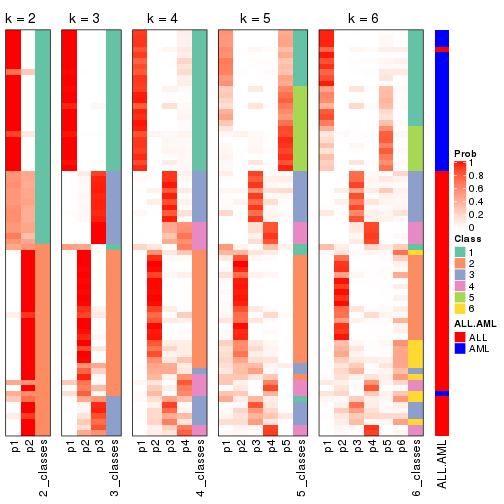 k = 2 k = 3 k = 4 k = 5 k = 6
p1 p2 2_classes p1 p2 p3 3_classes p1 p2 p3 p4 4_classes p1 p2 p3 p4 p5 5_classes p1 p2 p3 p4 p5 p6 6_classes ALL.AML
Prob
1
0.8
0.6
0.4
0.2
0
Class
1
2
3
4
5
6
ALL.AML
ALL
AML